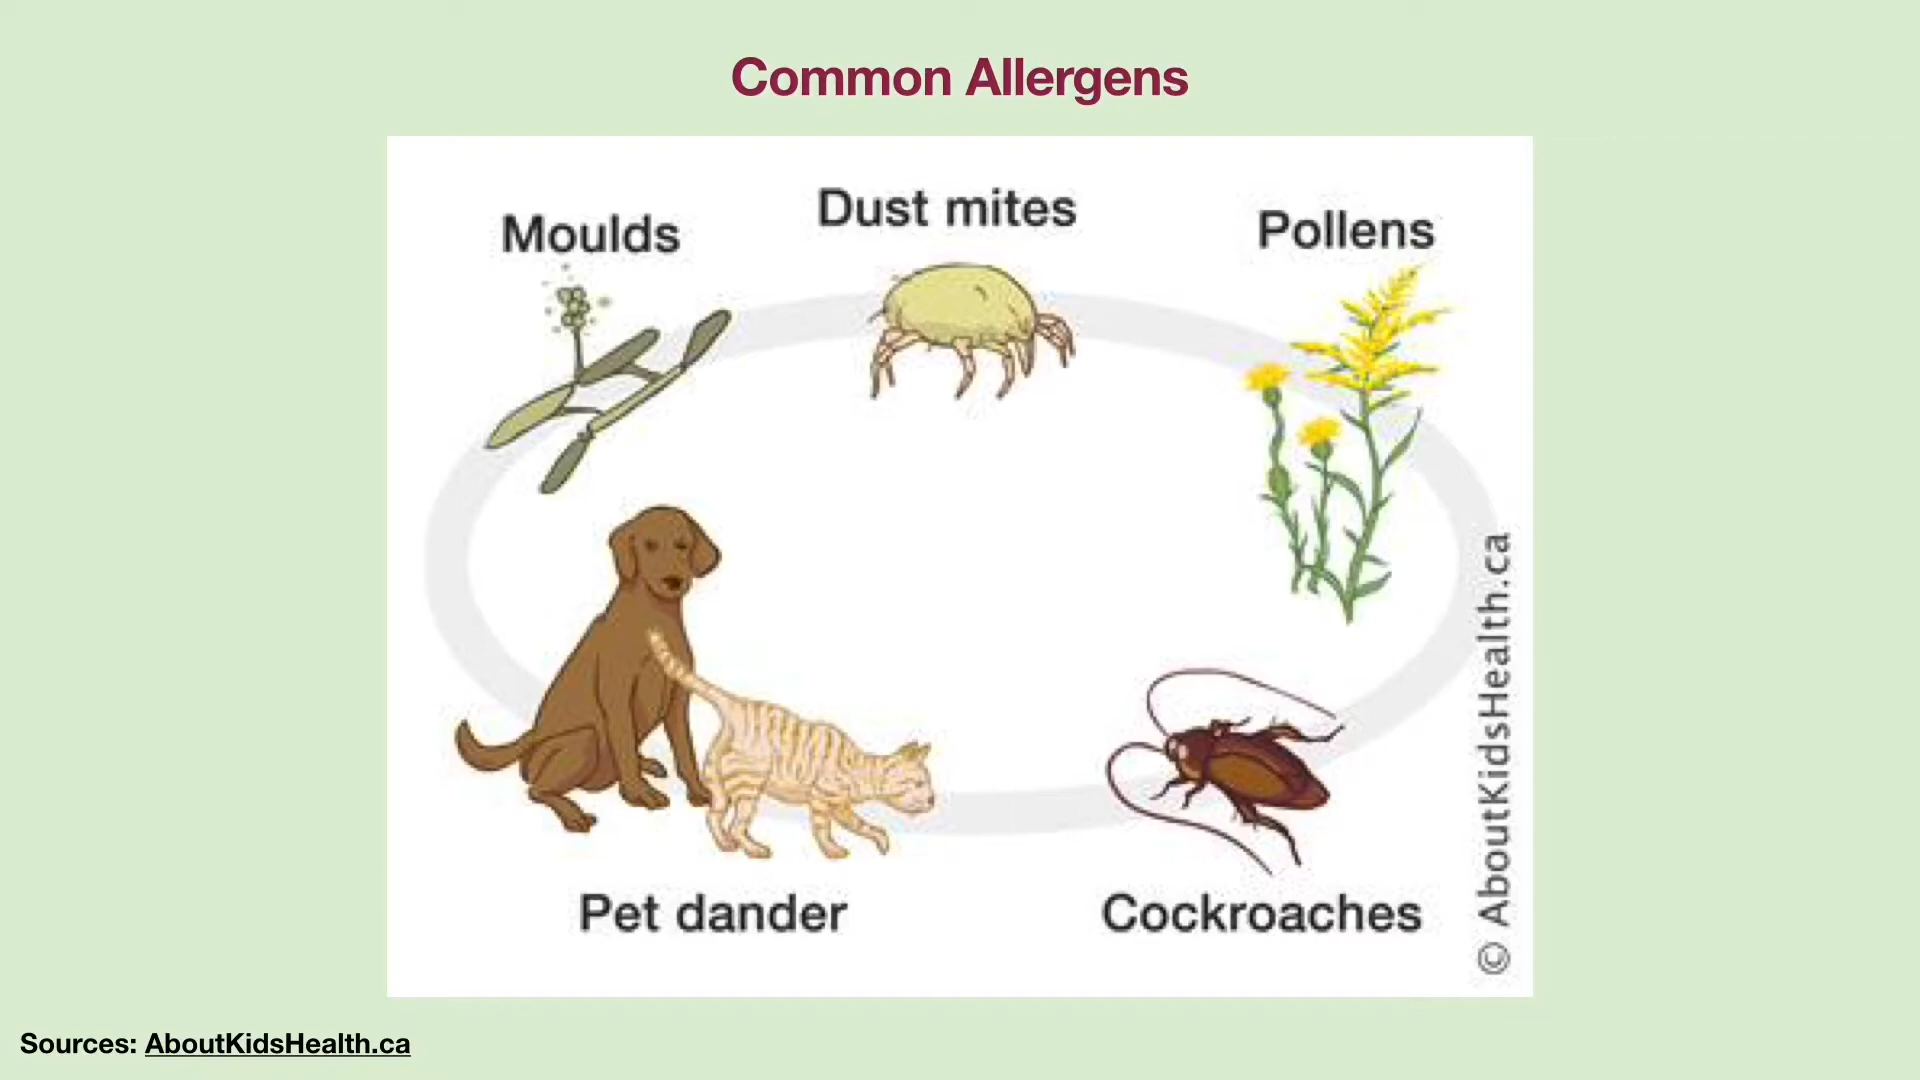 Common Allergens
Moulds
Dust mites
Pollens
Pet dander
Cockroaches
© AboutKidsHealth.ca
Sources: AboutKidsHealth.ca